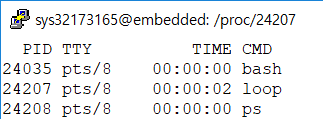 sys32173165@embedded: /proc/24207
PID TTY TIME CMD
24035 pts/8 00:00:00 bash
24207 pts/8 00:00:02 loop
24208 pts/8 00:00:00 ps